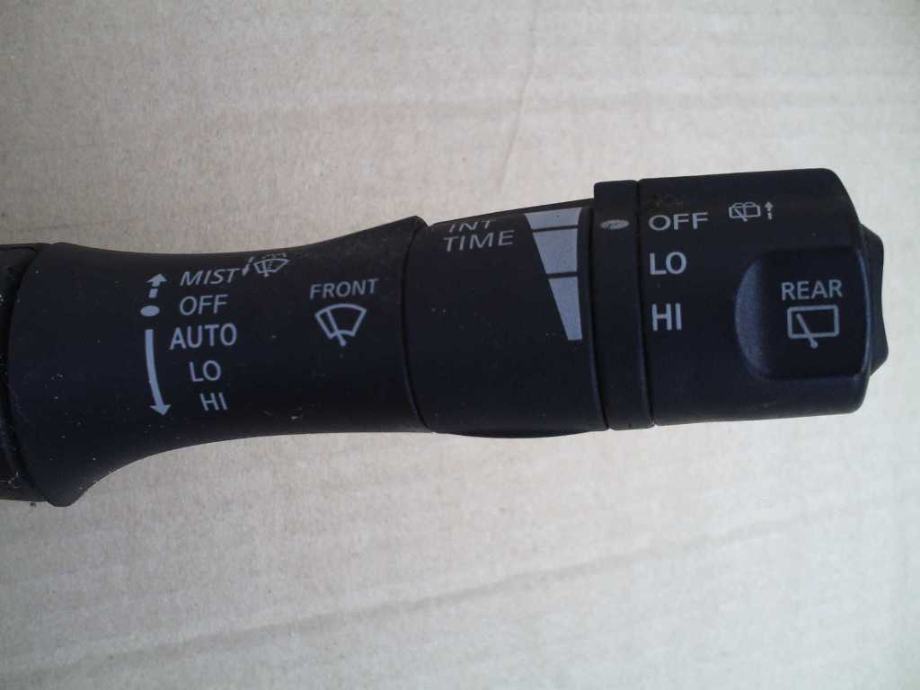 MIST
OFF
AUTO
LO
HI
FRONT
INT
TIME
OFF
LO
HI
REAR